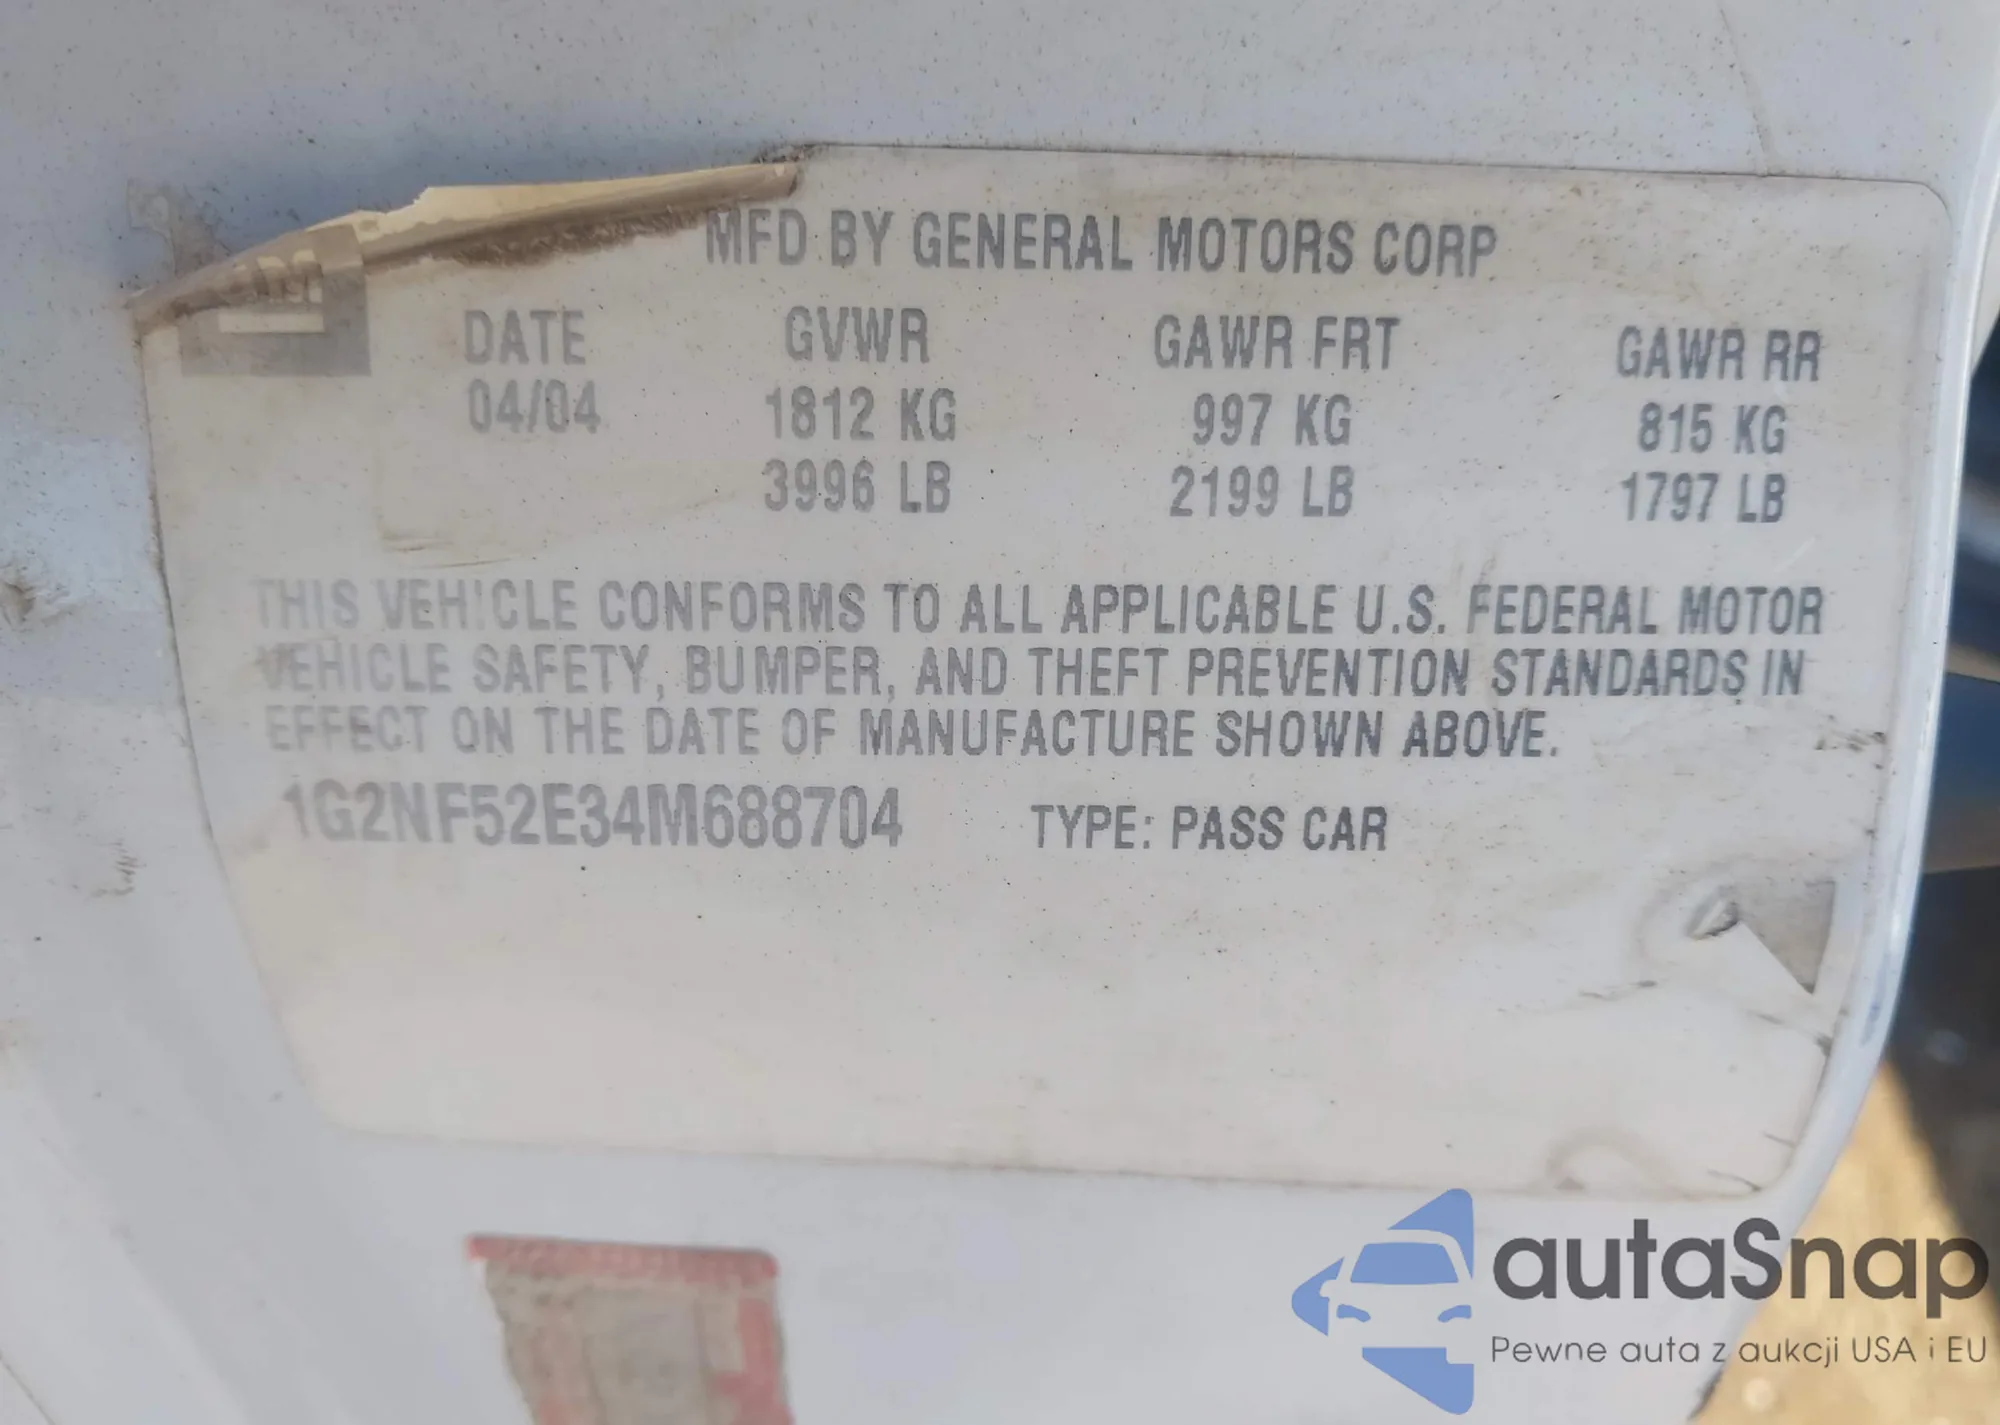 MFD BY GENERAL MOTORS CORP
GM
DATE GVWR GAWR FRT GAWR RR
04/04 1812 KG 997 KG 815 KG
3996 LB 2199 LB 1797 LB
THIS VEHICLE CONFORMS TO ALL APPLICABLE U.S. FEDERAL MOTOR
VEHICLE SAFETY, BUMPER, AND THEFT PREVENTION STANDARDS IN
EFFECT ON THE DATE OF MANUFACTURE SHOWN ABOVE.
1G2NF52E34M688704 TYPE: PASS CAR
autaSnap
Pewne auta z aukcji USA i EU